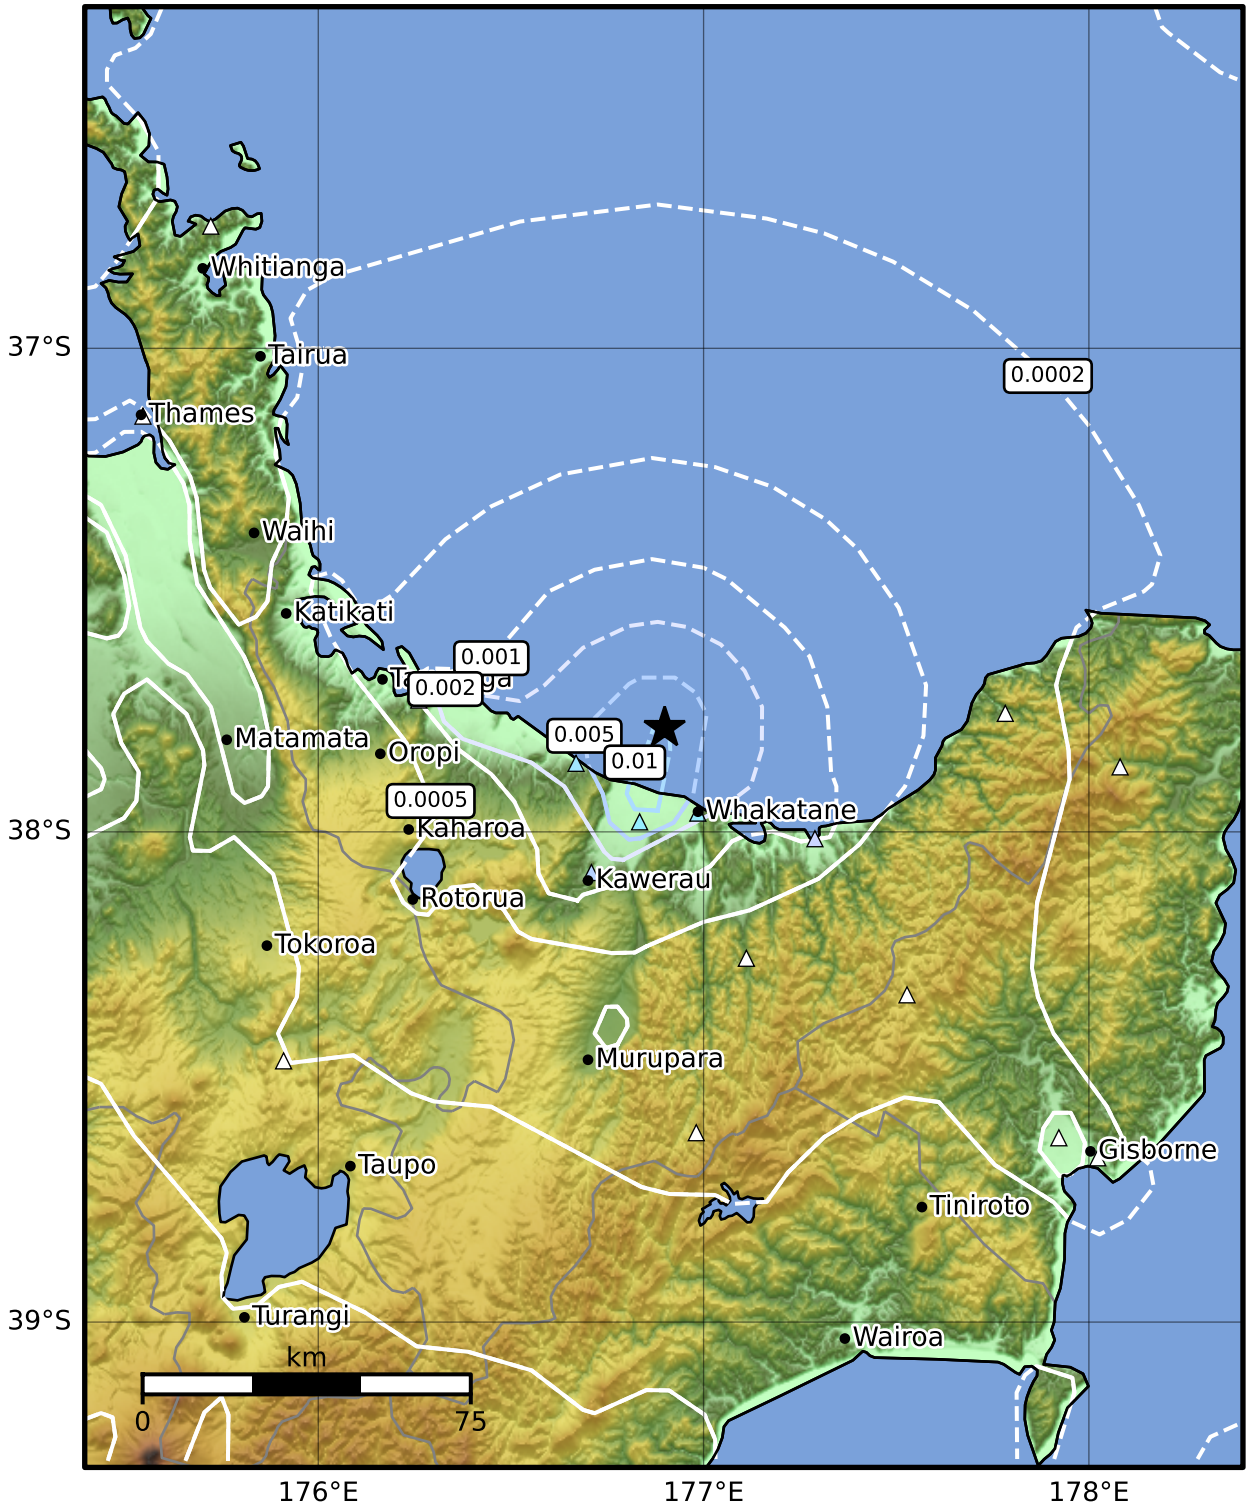 Whitianga
37°S
Tairua
0.0002
Thames
Waihi
Katikati
0.001
0.002
0.005
Matamata
Oropi
0.01
0.0005
Whakatane
38°S
Kaharoa
Kawerau
Rotorua
Tokoroa
Murupara
Gisborne
Taupo
Tiniroto
39°S
Turangi
Wairoa
km
0
75
176°E
177°E
178°E